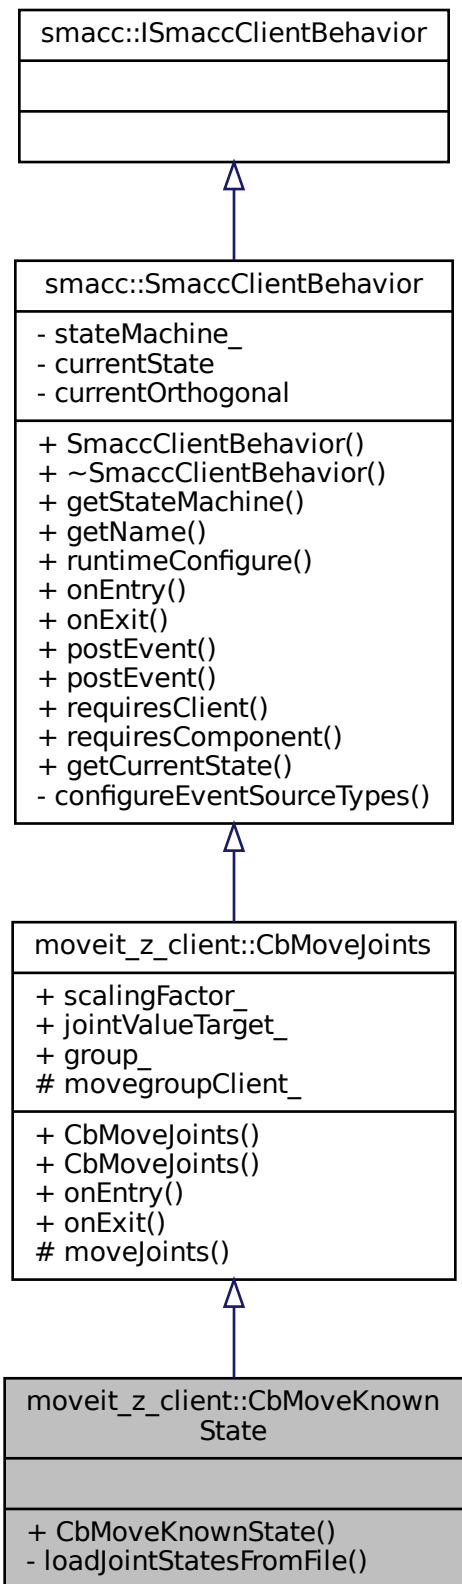 smacc::ISmaccClientBehavior
smacc::SmaccClientBehavior
- stateMachine_
- currentState
- currentOrthogonal
+ SmaccClientBehavior()
+ ~SmaccClientBehavior()
+ getStateMachine()
+ getName()
+ runtimeConfigure()
+ onEntry()
+ onExit()
+ postEvent()
+ postEvent()
+ requiresClient()
+ requiresComponent()
+ getCurrentState()
- configureEventSourceTypes()
moveit_z_client::CbMoveJoints
+ scalingFactor_
+ jointValueTarget_
+ group_
# movegroupClient_
+ CbMoveJoints()
+ CbMoveJoints()
+ onEntry()
+ onExit()
# moveJoints()
moveit_z_client::CbMoveKnown
State
+ CbMoveKnownState()
- loadJointStatesFromFile()